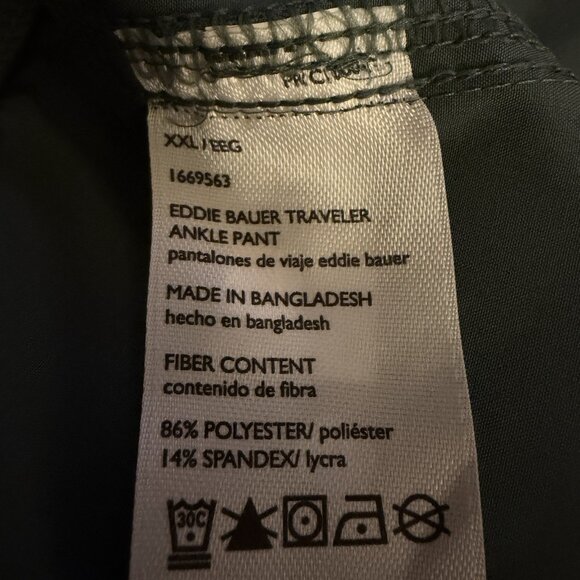 XXL / EEG
1669563
EDDIE BAUER TRAVELER
ANKLE PANT
pantalones de viaje eddie bauer
MADE IN BANGLADESH
hecho en bangladesh
FIBER CONTENT
contenido de fibra
86% POLYESTER/ poliéster
14% SPANDEX/ lycra
30C